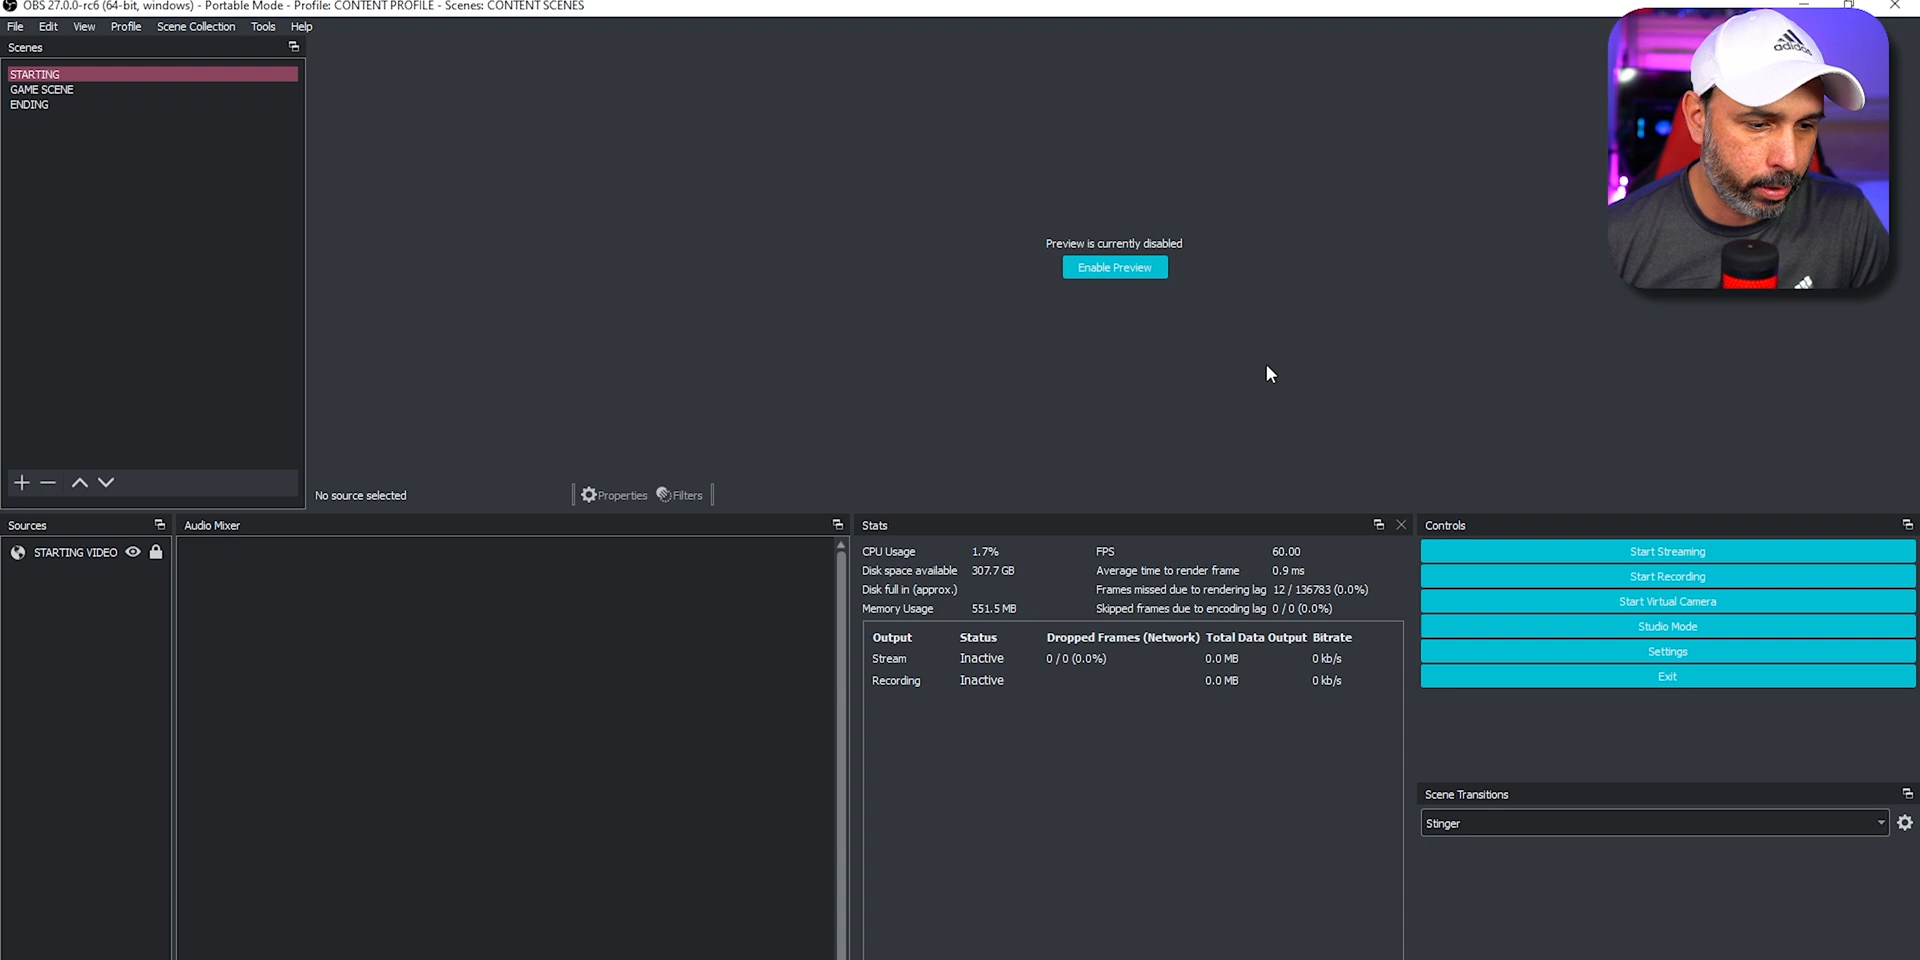 OBS 27.0.0-rc6 (64-bit, windows) - Portable Mode - Profile: CONTENT PROFILE - Scenes: CONTENT SCENES
File Edit View Profile Scene Collection Tools Help
Scenes
STARTING
GAME SCENE
ENDING
adidas
Preview is currently disabled
Enable Preview
No source selected
Properties Filters
Sources
STARTING VIDEO
Audio Mixer
Stats
CPU Usage 1.7% FPS 60.00
Disk space available 307.7 GB Average time to render frame 0.9 ms
Disk full in (approx.) Frames missed due to rendering lag 12 / 136783 (0.0%)
Memory Usage 551.5 MB Skipped frames due to encoding lag 0 / 0 (0.0%)
Output Status Dropped Frames (Network) Total Data Output Bitrate
Stream Inactive 0 / 0 (0.0%) 0.0 MB 0 kb/s
Recording Inactive 0.0 MB 0 kb/s
Controls
Start Streaming
Start Recording
Start Virtual Camera
Studio Mode
Settings
Exit
Scene Transitions
Stinger